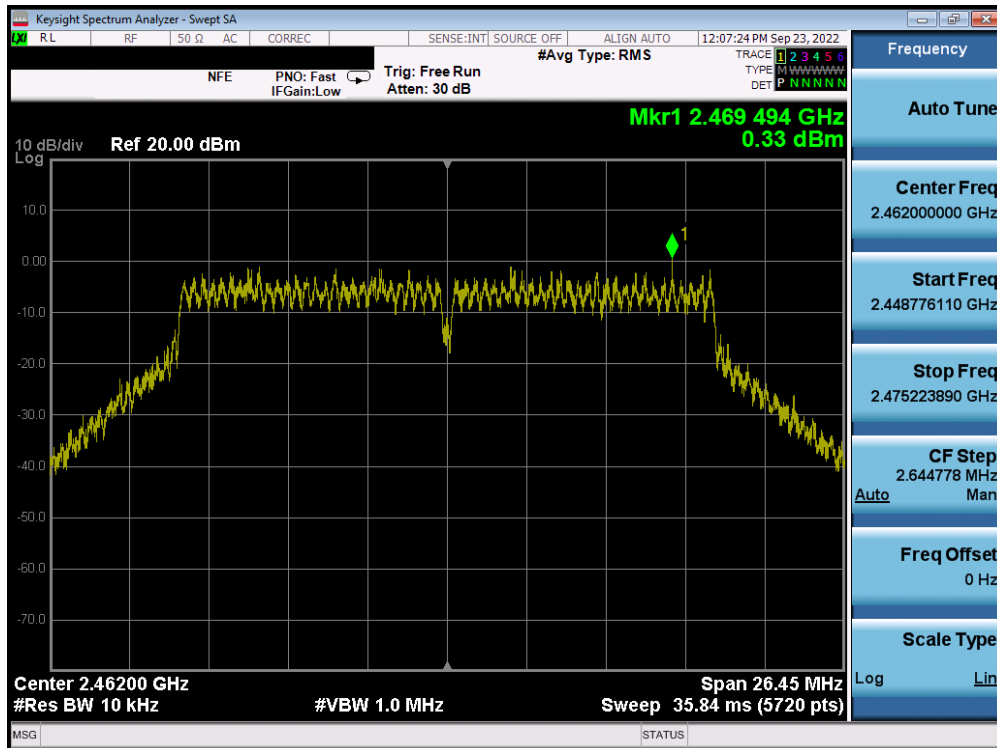 Keysight Spectrum Analyzer - Swept SA
LXI RL RF 50 Ω AC CORREC SENSE:INT SOURCE OFF ALIGN AUTO 12:07:24 PM Sep 23, 2022
#Avg Type: RMS
TRACE 1 2 3 4 5 6
TYPE M WWWWW
DET P N N N N N
NFE PNO: Fast Trig: Free Run
IFGain:Low Atten: 30 dB
Mkr1 2.469 494 GHz
0.33 dBm
10 dB/div Ref 20.00 dBm
Log
10.0
0.00
-10.0
-20.0
-30.0
-40.0
-50.0
-60.0
-70.0
1
Center 2.46200 GHz Span 26.45 MHz
#Res BW 10 kHz #VBW 1.0 MHz Sweep 35.84 ms (5720 pts)
MSG STATUS
Frequency
Auto Tune
Center Freq
2.462000000 GHz
Start Freq
2.448776110 GHz
Stop Freq
2.475223890 GHz
CF Step
2.644778 MHz
Auto Man
Freq Offset
0 Hz
Scale Type
Log Lin